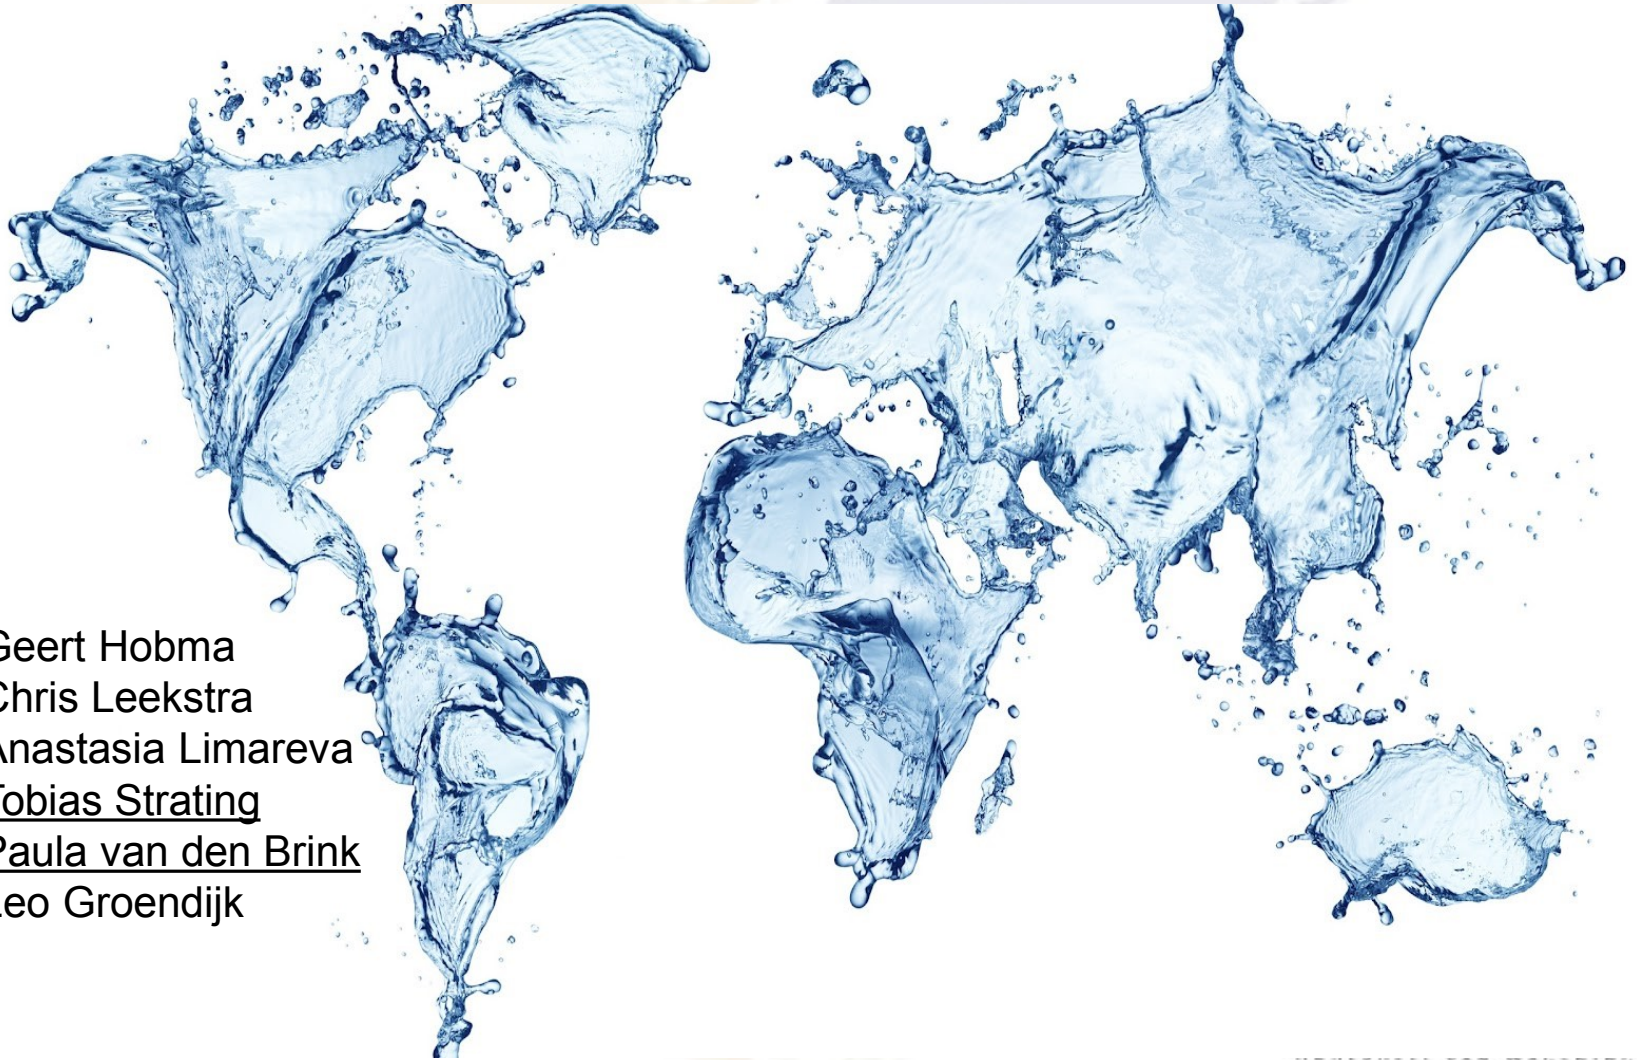 Geert Hobma
Chris Leekstra
Anastasia Limareva
Tobias Strating
Paula van den Brink
Leo Groendijk